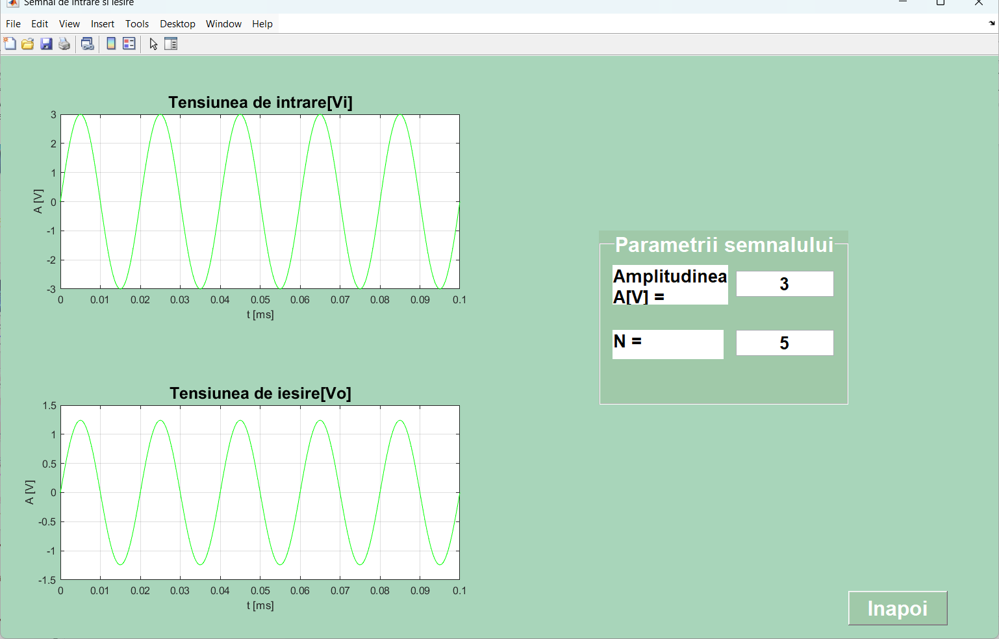 Semnal de intrare si iesire
File Edit View Insert Tools Desktop Window Help
Tensiunea de intrare[Vi]
3
2
1
0
-1
-2
-3
A [V]
0 0.01 0.02 0.03 0.04 0.05 0.06 0.07 0.08 0.09 0.1
t [ms]
Parametrii semnalului
Amplitudinea
A[V] =
3
N =
5
Tensiunea de iesire[Vo]
1.5
1
0.5
0
-0.5
-1
-1.5
A [V]
0 0.01 0.02 0.03 0.04 0.05 0.06 0.07 0.08 0.09 0.1
t [ms]
Inapoi